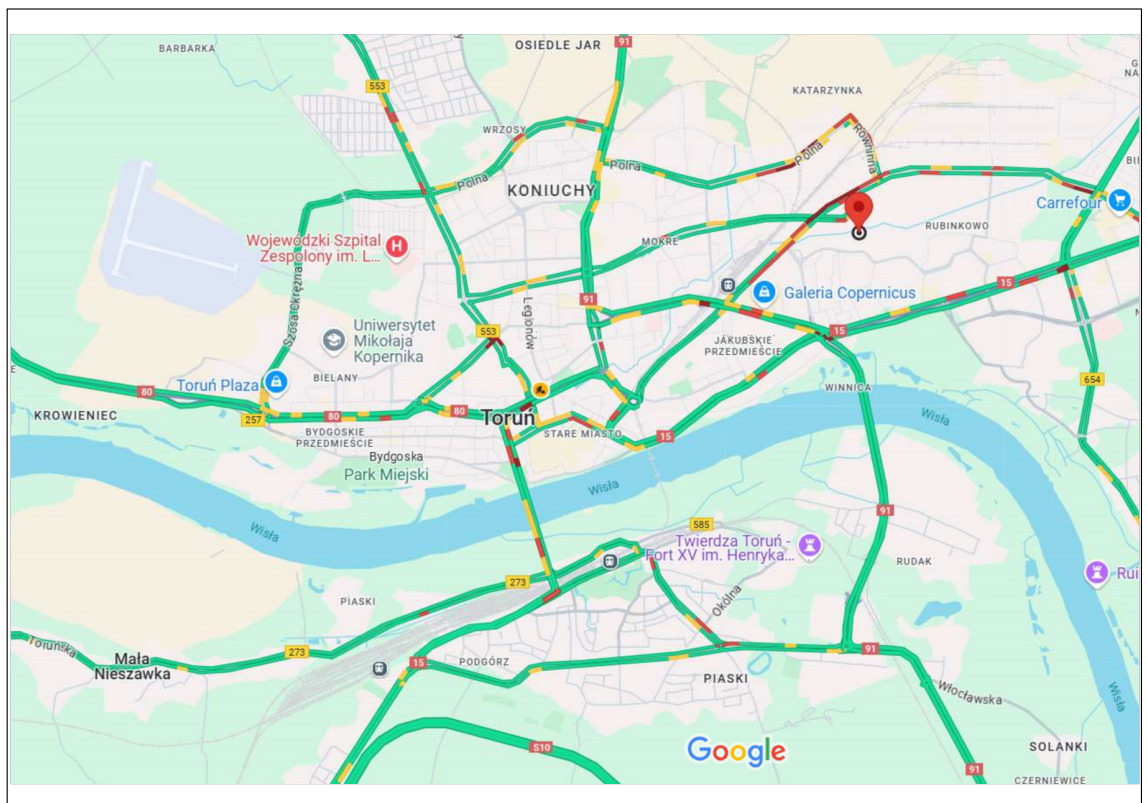 BARBARKA
OSIEDLE JAR
91
553
KATARZYNKA
WRZOSY
Polna
Równinna
Polna
Polna
KONIUCHY
Carrefour
Wojewódzki Szpital
Zespolony im. L...
MOKRE
RUBINKOWO
Szosa Okrężna
Legionów
91
Galeria Copernicus
15
553
15
Uniwersytet
Mikołaja
Kopernika
JAKUBSKIE
PRZEDMIEŚCIE
Toruń Plaza
BIELANY
WINNICA
654
80
KROWIENIEC
257
80
80
Toruń
Wisła
BYDGOSKIE
PRZEDMIEŚCIE
STARE MIASTO
15
Bydgoska
Park Miejski
Wisła
Wisła
91
585
Twierdza Toruń -
Fort XV im. Henryka...
RUDAK
Rui
273
PIASKI
Okólna
Toruńska
273
91
Mała
Nieszawka
15
PODGÓRZ
PIASKI
Włocławska
Wisła
S10
Google
SOLANKI
91
CZERNIEWICE